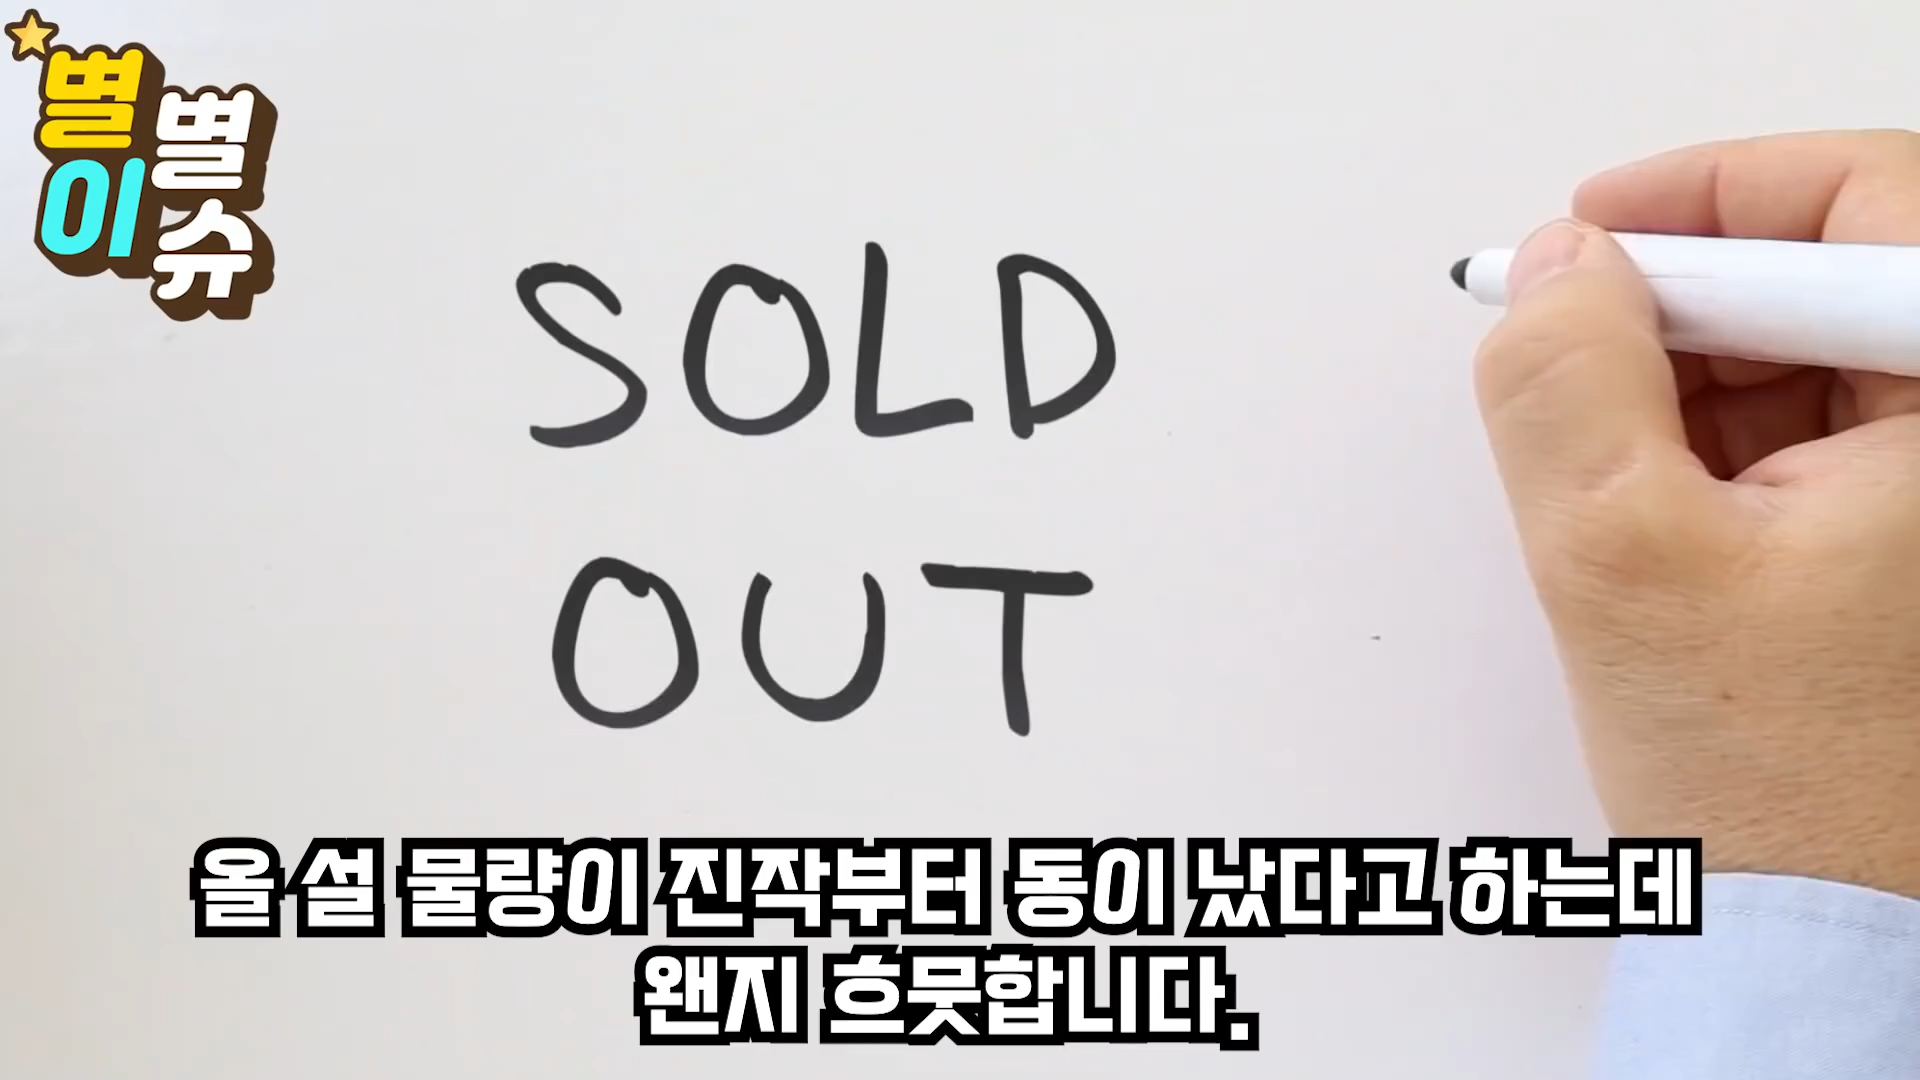 별별
이슈
SOLD
OUT
올 설 물량이 진작부터 동이 났다고 하는데
왠지 흐뭇합니다.